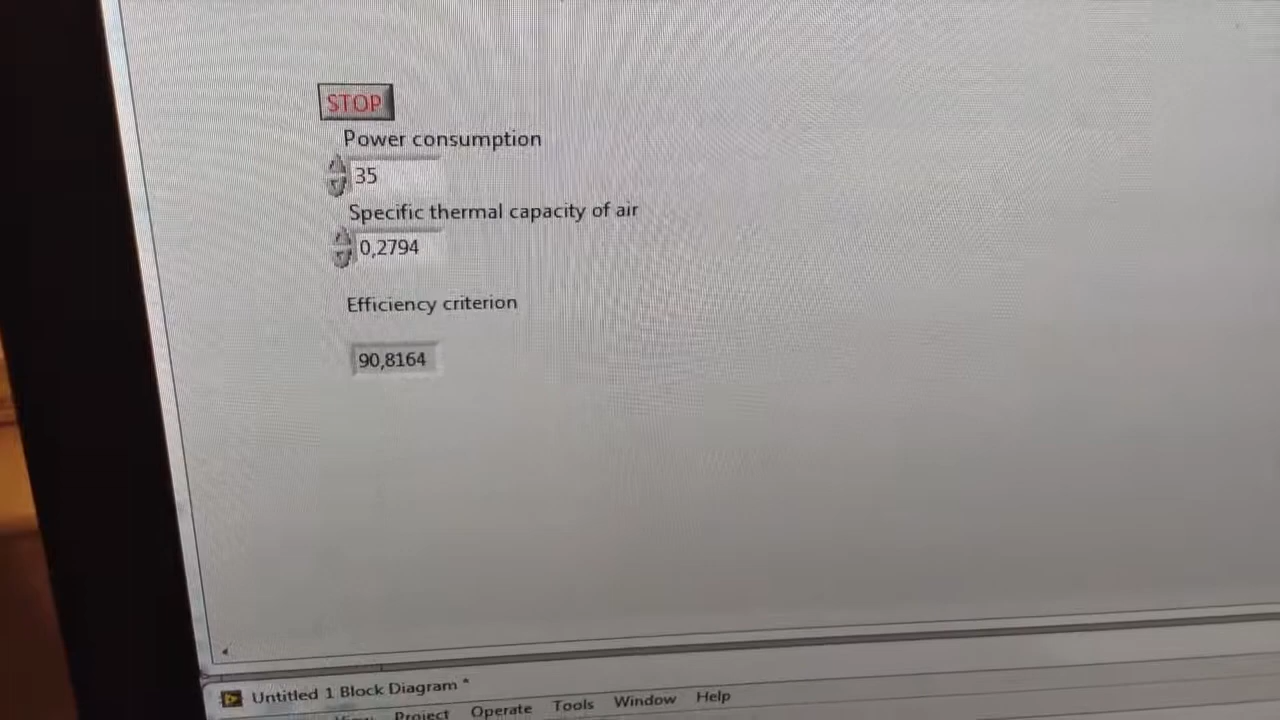 STOP
Power consumption
35
Specific thermal capacity of air
0,2794
Efficiency criterion
90,8164
Untitled 1 Block Diagram *
View Project Operate Tools Window Help